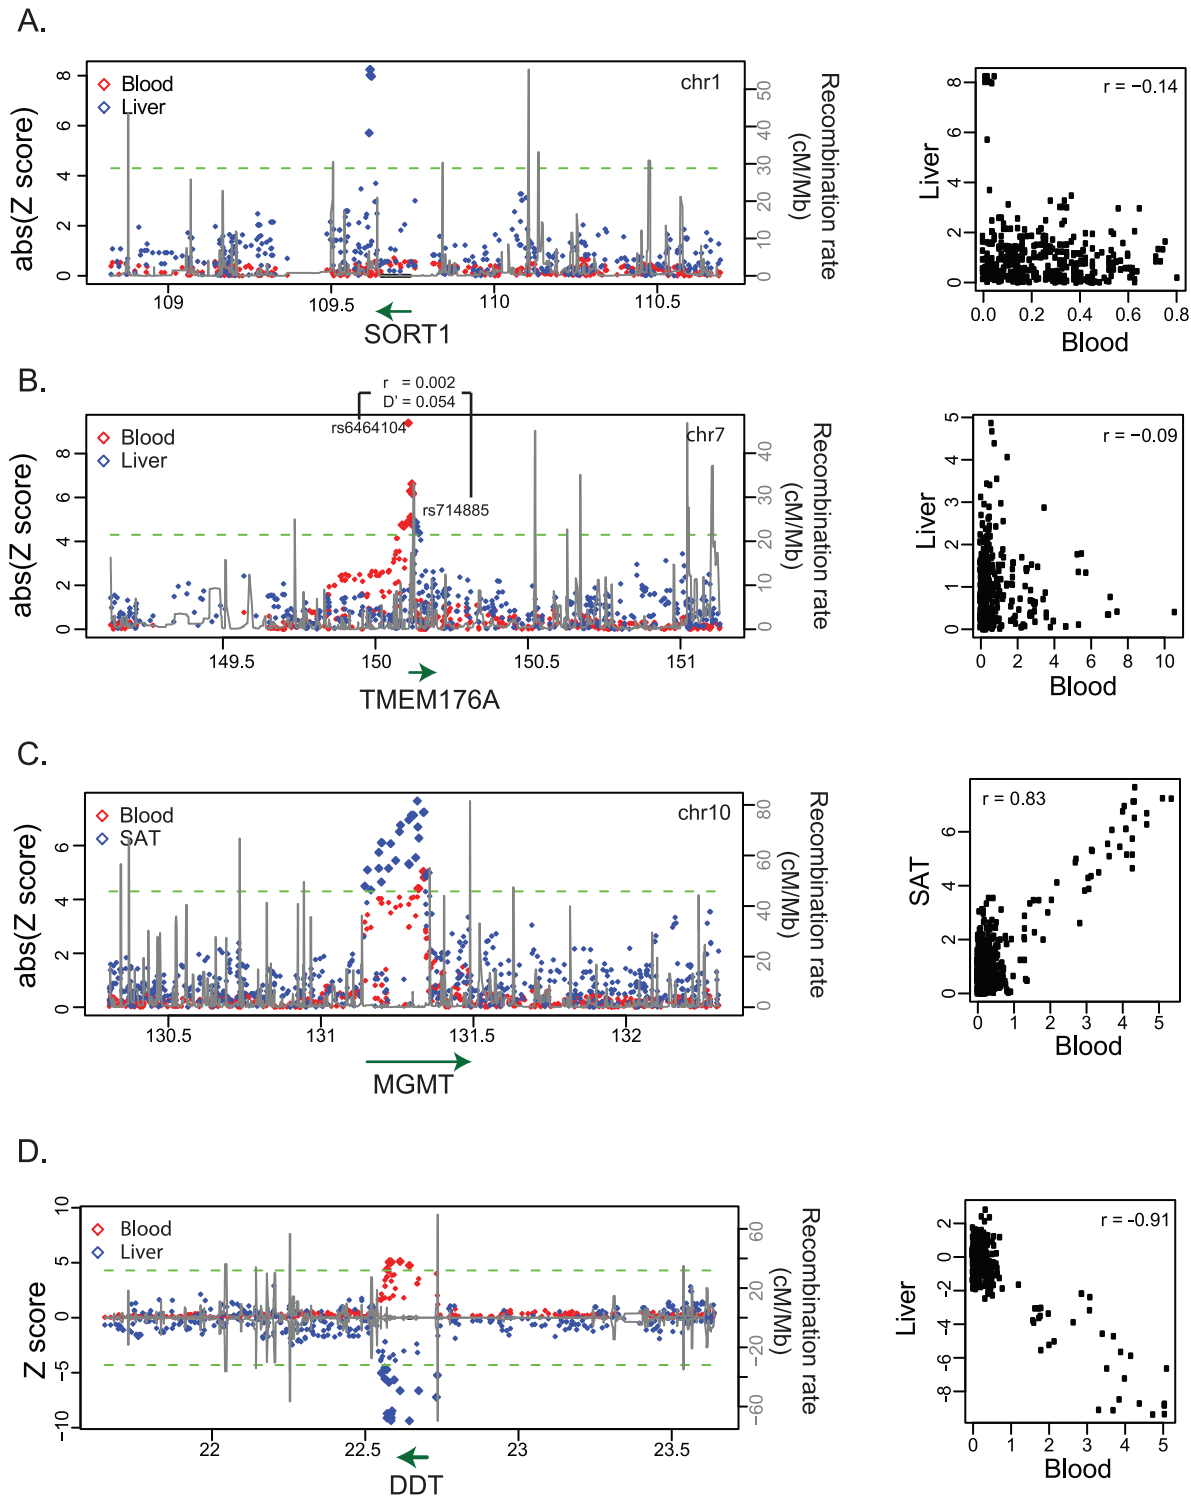 A.
Blood
Liver
chr1
abs(Z score)
0 2 4 6 8
Recombination rate
(cM/Mb)
0 10 20 30 40 50
109 109.5 110 110.5
SORT1
r = −0.14
Liver
0 2 4 6 8
0.0 0.2 0.4 0.6 0.8
Blood
B.
r = 0.002
D' = 0.054
rs6464104
rs714885
Blood
Liver
chr7
abs(Z score)
0 2 4 6 8
Recombination rate
(cM/Mb)
0 10 20 30 40
149.5 150 150.5 151
TMEM176A
r = −0.09
Liver
0 1 2 3 4 5
0 2 4 6 8 10
Blood
C.
Blood
SAT
chr10
abs(Z score)
0 2 4 6
Recombination rate
(cM/Mb)
0 20 40 60 80
130.5 131 131.5 132
MGMT
r = 0.83
SAT
0 2 4 6
0 1 2 3 4 5
Blood
D.
Blood
Liver
Z score
−10 −5 0 5 10
Recombination rate
(cM/Mb)
−60 −20 20 60
22 22.5 23 23.5
DDT
r = -0.91
Liver
−8 −6 −4 −2 0 2
0 1 2 3 4 5
Blood